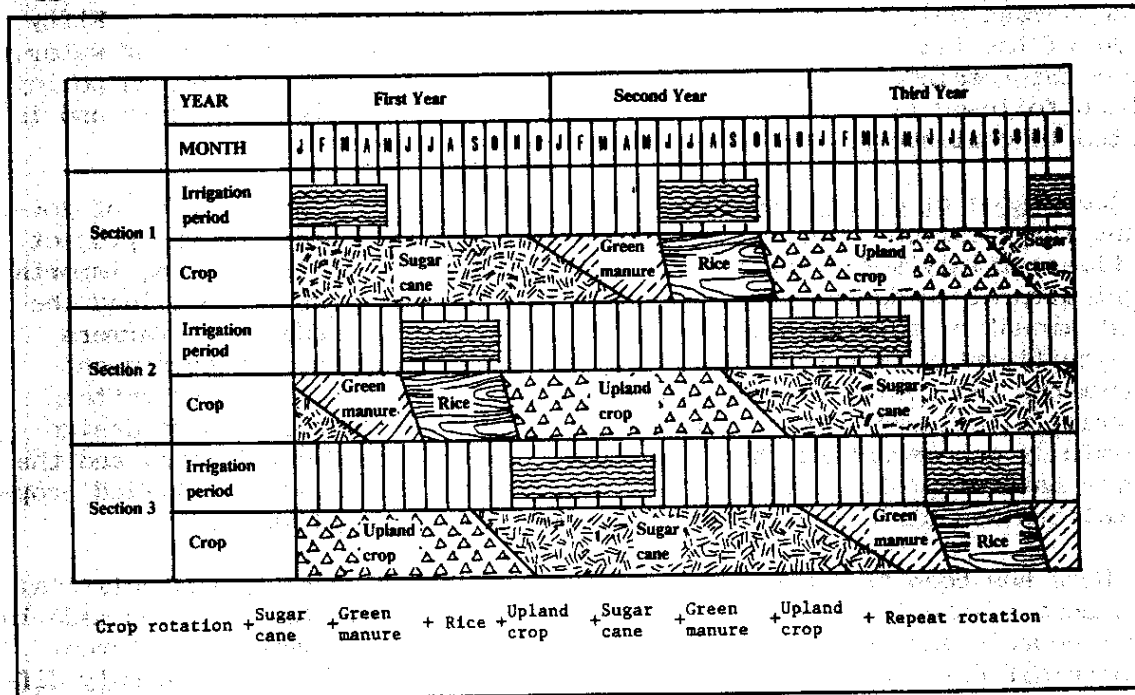 YEAR First Year Second Year Third Year
MONTH J F M A M J J A S O N D J F M A M J J A S O N D J F M A M J J A S O N D
Section 1
Irrigation
period
Crop
Sugar
cane
Green
manure
Rice
Upland
crop
Sugar
cane
Section 2
Irrigation
period
Crop
Green
manure
Rice
Upland
crop
Sugar
cane
Section 3
Irrigation
period
Crop
Upland
crop
Sugar
cane
Green
manure
Rice
Crop rotation +Sugar cane +Green manure + Rice +Upland crop +Sugar cane +Green manure +Upland crop + Repeat rotation